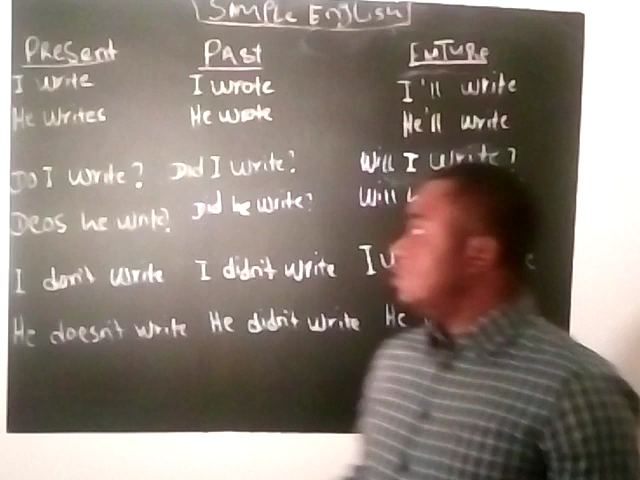 SIMPLE ENGLISH
PRESENT PAST FUTURE
I write I wrote I'll write
He writes He wrote He'll write
Do I write? Did I write? Will I write?
Deos he write? Did he write? Will
I don't write I didn't write I
He doesn't write He didn't write He